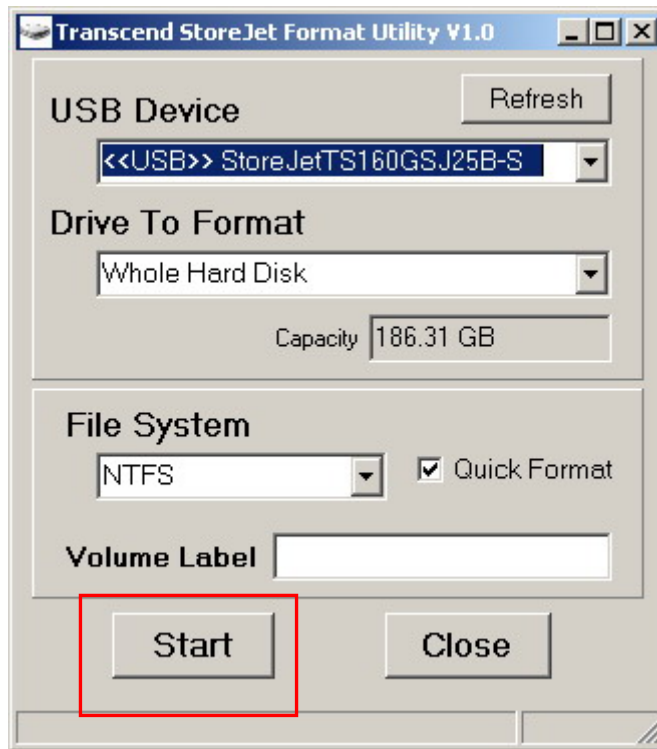 Transcend StoreJet Format Utility V1.0
USB Device
Refresh
<<USB>> StoreJetTS160GSJ25B-S
Drive To Format
Whole Hard Disk
Capacity 186.31 GB
File System
NTFS
Quick Format
Volume Label
Start
Close